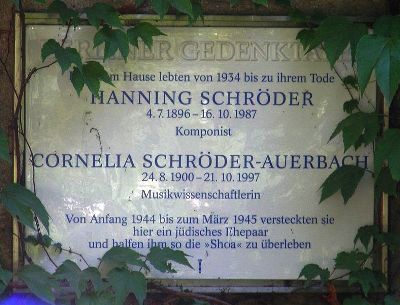 GEDENKTAFEL
Hause lebten von 1934 bis zu ihrem Tode
HANNING SCHRÖDER
4.7.1896 – 16.10.1987
Komponist
CORNELIA SCHRÖDER-AUERBACH
24.8.1900 – 21.10.1997
Musikwissenschaftlerin
Von Anfang 1944 bis zum März 1945 versteckten sie
hier ein jüdisches Ehepaar
und halfen ihm so die »Shoa« zu überleben